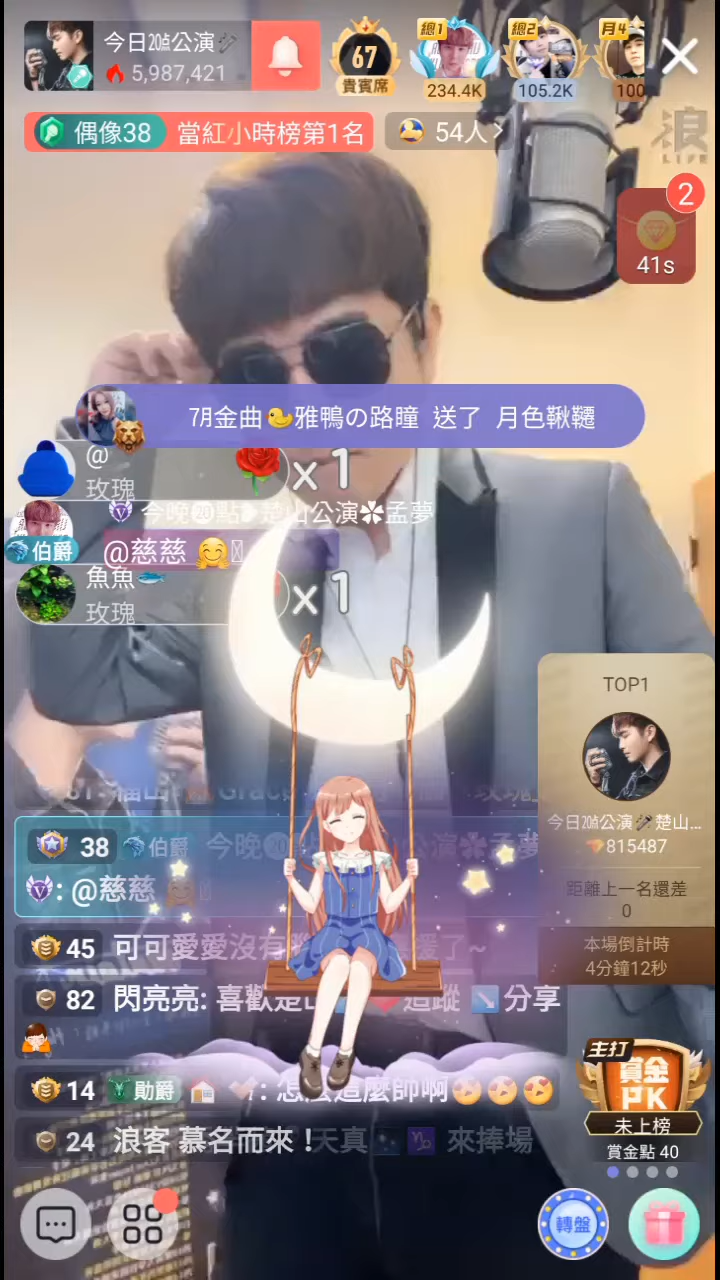 今日20點公演🎤
5,987,421
67
貴賓席
總1
234.4K
總2
105.2K
月4
100
偶像38
當紅小時榜第1名
54人
浪
LIVE
2
41s
7月金曲🐤雅鴨の路瞳 送了 月色鞦韆
@
玫瑰
x 1
今晚⓴點 楚山公演✽孟夢
伯爵
@慈慈 🤗
魚魚🐟
玫瑰
x 1
TOP1
今日20點公演🎤楚山...
815487
距離上一名還差
0
本場倒計時
4分鐘12秒
38 伯爵 今晚⓴點
公演✽孟夢
: @慈慈 🤗
45 可可愛愛沒有
82 閃亮亮: 喜歡楚山
追蹤 ↘ 分享
14 勛爵 : 怎麼這麼帥啊😍😍😍
24 浪客 慕名而來！天真 ♑ 來捧場
主打
賞金
PK
未上榜
賞金點 40
轉盤